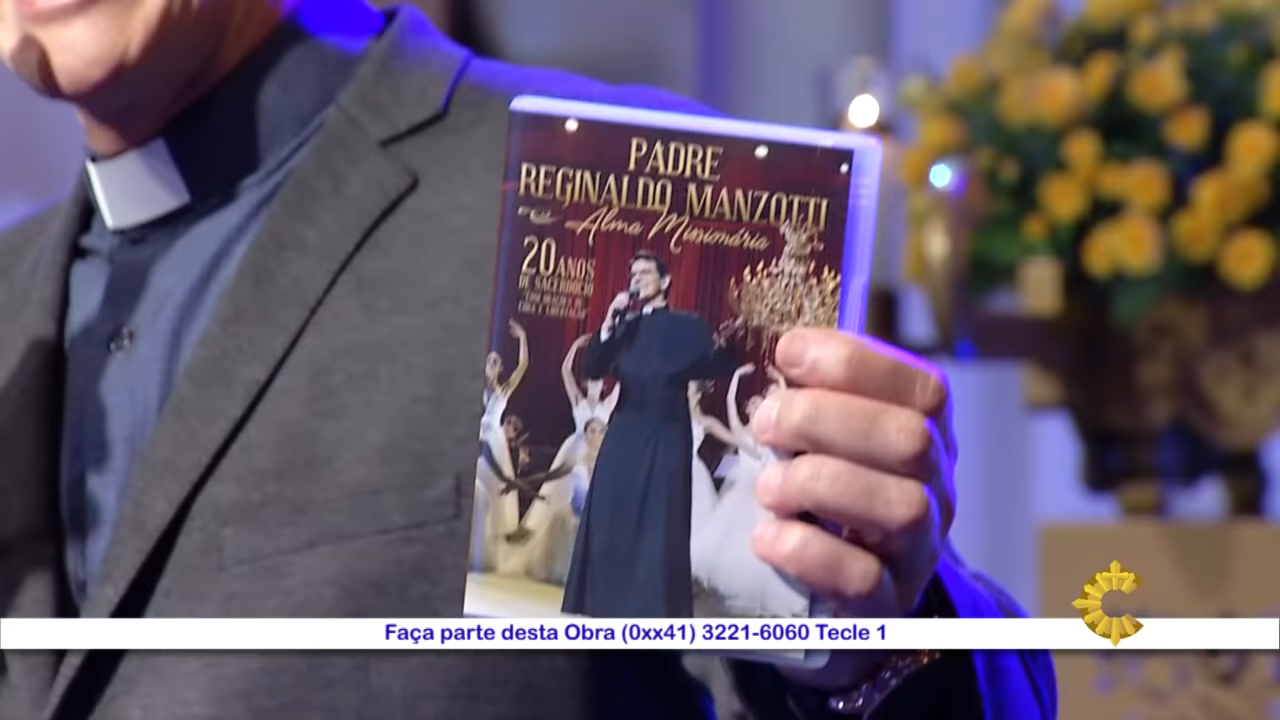 PADRE
REGINALDO MANZOTTI
Alma Missionária
20 ANOS
DE SACERDÓCIO
Faça parte desta Obra (0xx41) 3221-6060 Tecle 1